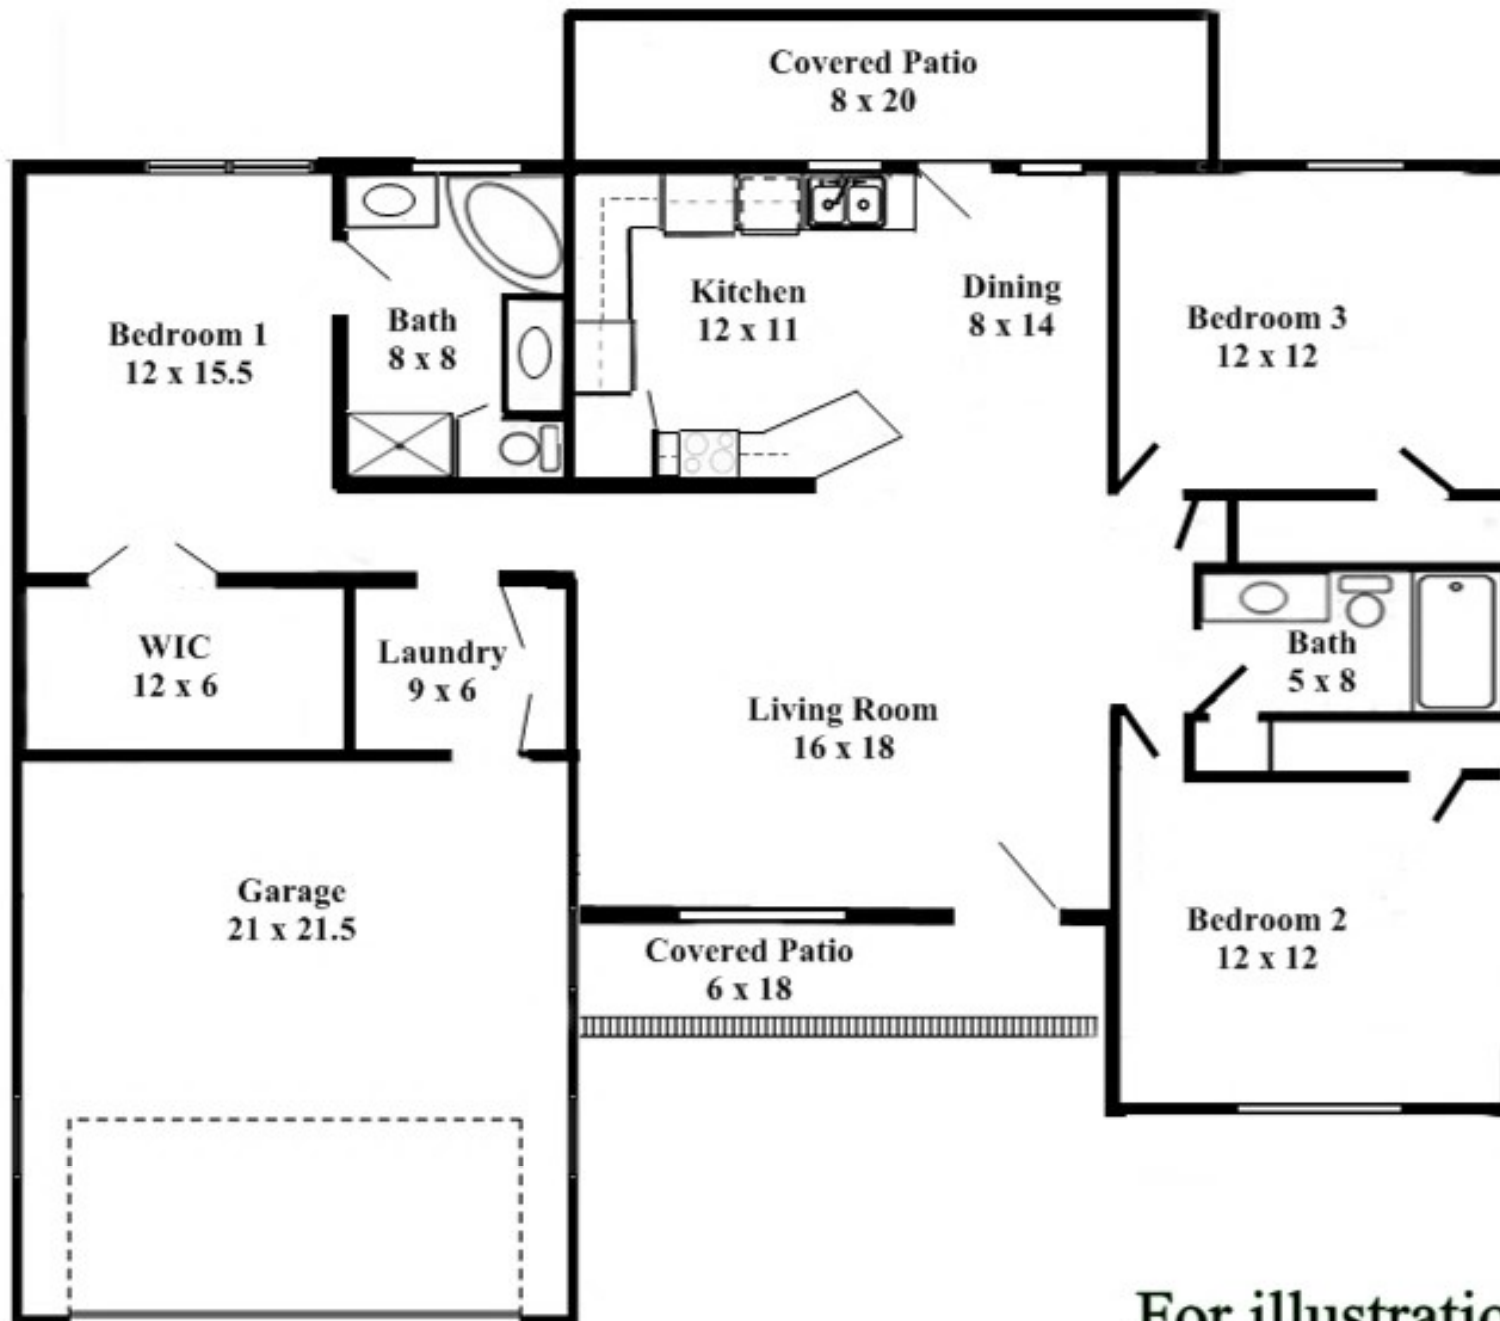 Covered Patio
8 x 20
Bedroom 1
12 x 15.5
Bath
8 x 8
Kitchen
12 x 11
Dining
8 x 14
Bedroom 3
12 x 12
WIC
12 x 6
Laundry
9 x 6
Living Room
16 x 18
Bath
5 x 8
Garage
21 x 21.5
Covered Patio
6 x 18
Bedroom 2
12 x 12
For illustratio